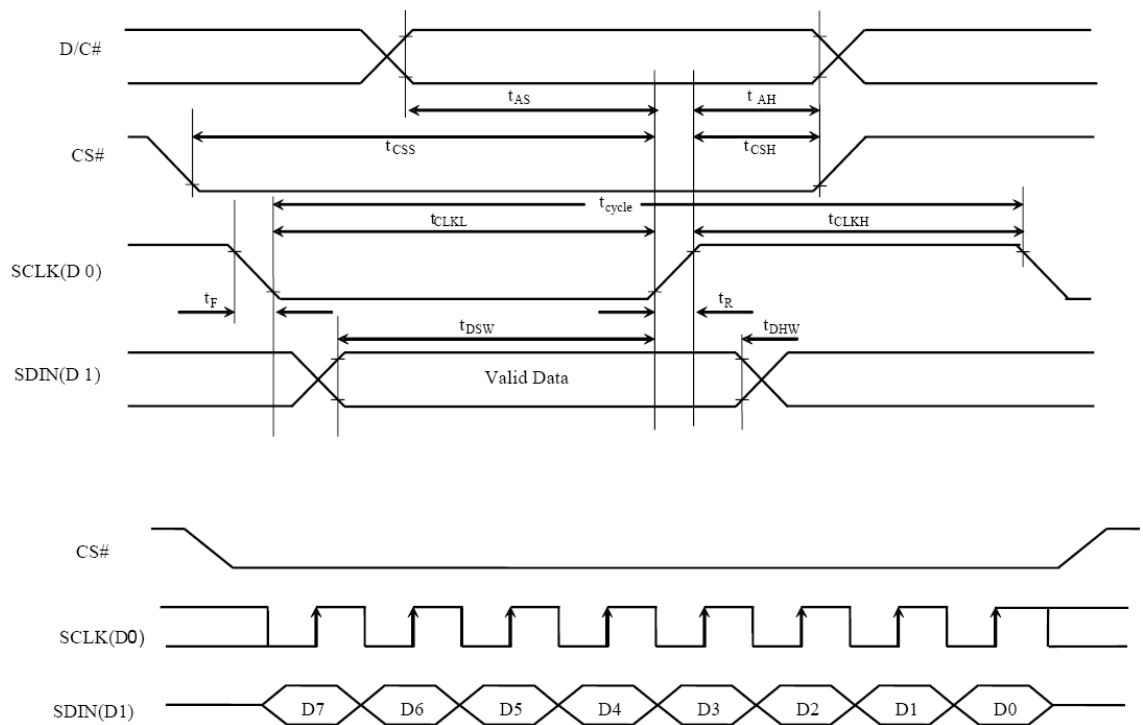 D/C#
tAS
t AH
CS#
tCSS
tCSH
tcycle
tCLKL
tCLKH
SCLK(D 0)
tF
tR
tDSW
tDHW
SDIN(D 1)
Valid Data
CS#
SCLK(D0)
SDIN(D1)
D7 D6 D5 D4 D3 D2 D1 D0